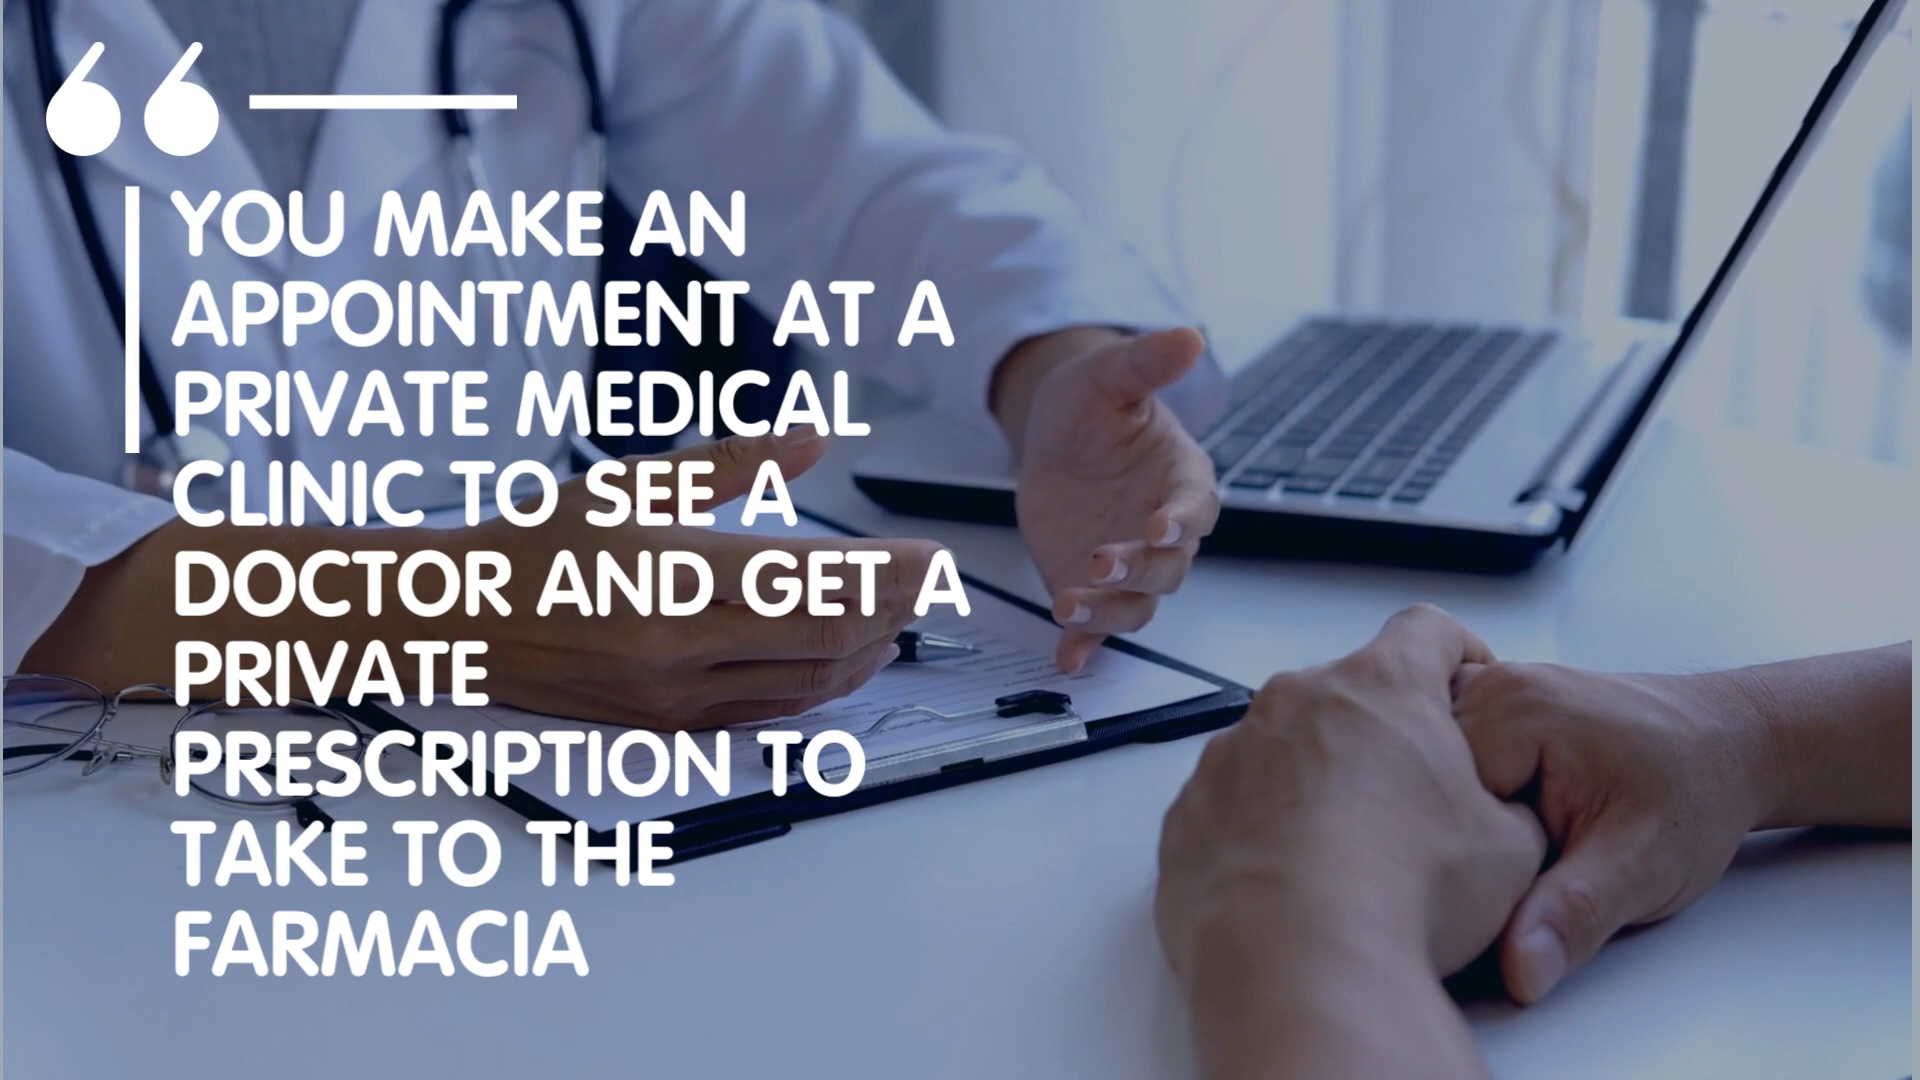 YOU MAKE AN
APPOINTMENT AT A
PRIVATE MEDICAL
CLINIC TO SEE A
DOCTOR AND GET A
PRIVATE
PRESCRIPTION TO
TAKE TO THE
FARMACIA